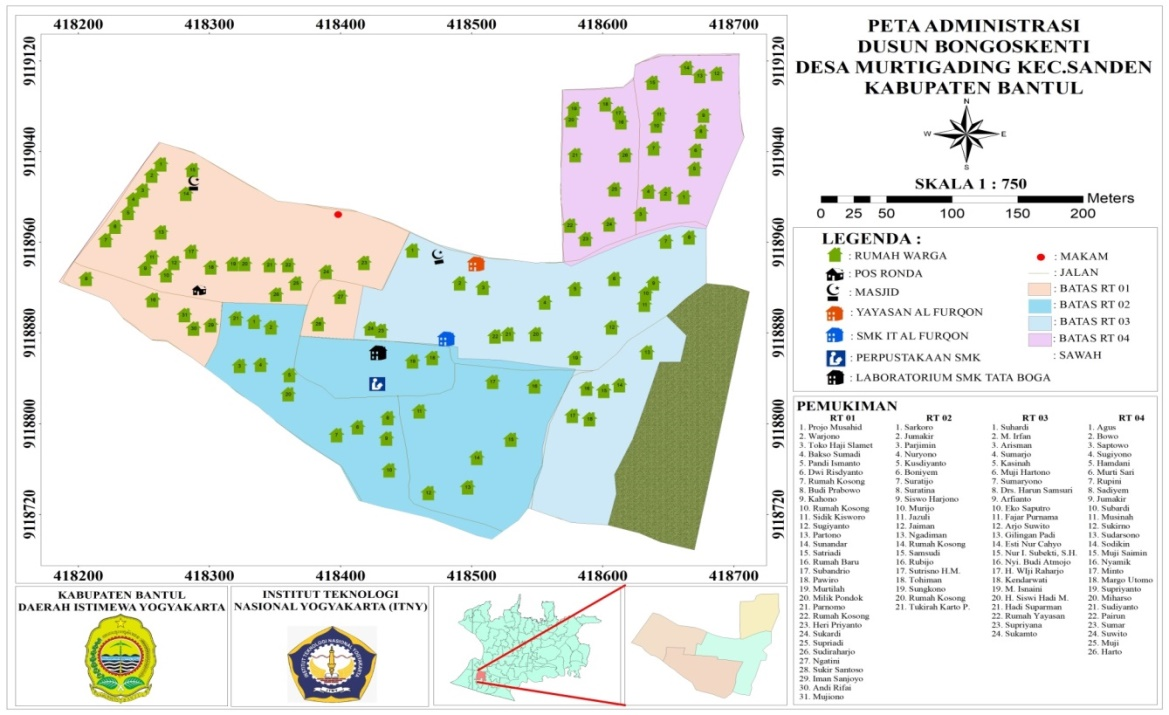 418200 418300 418400 418500 418600 418700
9119120
9119040
9118960
9118880
9118800
9118720
9119120
9119040
9118960
9118880
9118800
9118720
418200 418300 418400 418500 418600 418700
PETA ADMINISTRASI
DUSUN BONGOSKENTI
DESA MURTIGADING KEC.SANDEN
KABUPATEN BANTUL
N
W E
S
SKALA 1 : 750
Meters
0 25 50 100 150 200
LEGENDA :
: RUMAH WARGA
: POS RONDA
: MASJID
: YAYASAN AL FURQON
: SMK IT AL FURQON
: PERPUSTAKAAN SMK
: LABORATORIUM SMK TATA BOGA
: MAKAM
: JALAN
: BATAS RT 01
: BATAS RT 02
: BATAS RT 03
: BATAS RT 04
: SAWAH
PEMUKIMAN
RT 01
1. Projo Musahid
2. Warjono
3. Toko Haji Slamet
4. Bakso Sumadi
5. Pandi Ismanto
6. Dwi Risdyanto
7. Rumah Kosong
8. Budi Prabowo
9. Kahono
10. Rumah Kosong
11. Sidik Kisworo
12. Sugiyanto
13. Partono
14. Sunandar
15. Satriadi
16. Rumah Baru
17. Subandrio
18. Pawiro
19. Murtilah
20. Milik Pondok
21. Parnomo
22. Rumah Kosong
23. Heri Priyanto
24. Sukardi
25. Supriadi
26. Sudiraharjo
27. Ngatini
28. Sukir Santoso
29. Iman Sanjoyo
30. Andi Rifai
31. Mujiono
RT 02
1. Sarkoro
2. Jumakir
3. Parjimin
4. Nuryono
5. Kusdiyanto
6. Boniyem
7. Suratijo
8. Suratina
9. Siswo Harjono
10. Murijo
11. Jazuli
12. Jaiman
13. Ngadiman
14. Rumah Kosong
15. Samsudi
16. Rubijo
17. Sutrisno H.M.
18. Tohiman
19. Sungkono
20. Rumah Kosong
21. Tukirah Karto P.
RT 03
1. Suhardi
2. M. Irfan
3. Arisman
4. Sumarjo
5. Kasinah
6. Muji Hartono
7. Sumaryono
8. Drs. Harun Samsuri
9. Arfianto
10. Eko Saputro
11. Fajar Purnama
12. Arjo Suwito
13. Gilingan Padi
14. Esti Nur Cahyo
15. Nur I. Subekti, S.H.
16. Nyi. Budi Atmojo
17. H. WIji Raharjo
18. Kendarwati
19. M. Isnaini
20. H. Siswi Hadi M.
21. Hadi Suparman
22. Rumah Yayasan
23. Supriyana
24. Sukamto
RT 04
1. Agus
2. Bowo
3. Saptowo
4. Sugiyono
5. Hamdani
6. Murti Sari
7. Rupini
8. Sadiyem
9. Jumakir
10. Subardi
11. Musinah
12. Sukirno
13. Sudarsono
14. Sodikin
15. Muji Saimin
16. Nyamik
17. Minto
18. Margo Utomo
19. Supriyanto
20. Miharso
21. Sudiyanto
22. Pairun
23. Sumar
24. Suwito
25. Muji
26. Harto
KABUPATEN BANTUL
DAERAH ISTIMEWA YOGYAKARTA
INSTITUT TEKNOLOGI
NASIONAL YOGYAKARTA (ITNY)